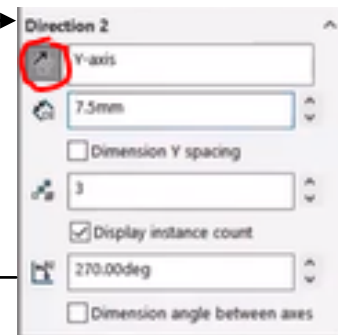 Direction 2
Y-axis
7.5mm
Dimension Y spacing
3
Display instance count
270.00deg
Dimension angle between axes